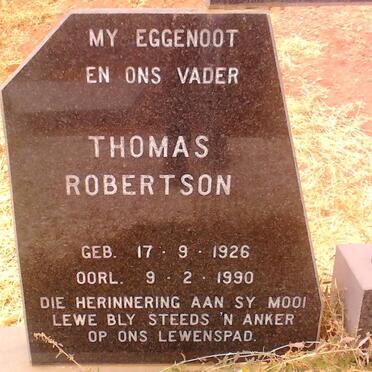 MY EGGENOOT
EN ONS VADER
THOMAS
ROBERTSON
GEB. 17 · 9 · 1926
OORL. 9 · 2 · 1990
DIE HERINNERING AAN SY MOOI
LEWE BLY STEEDS 'N ANKER
OP ONS LEWENSPAD.